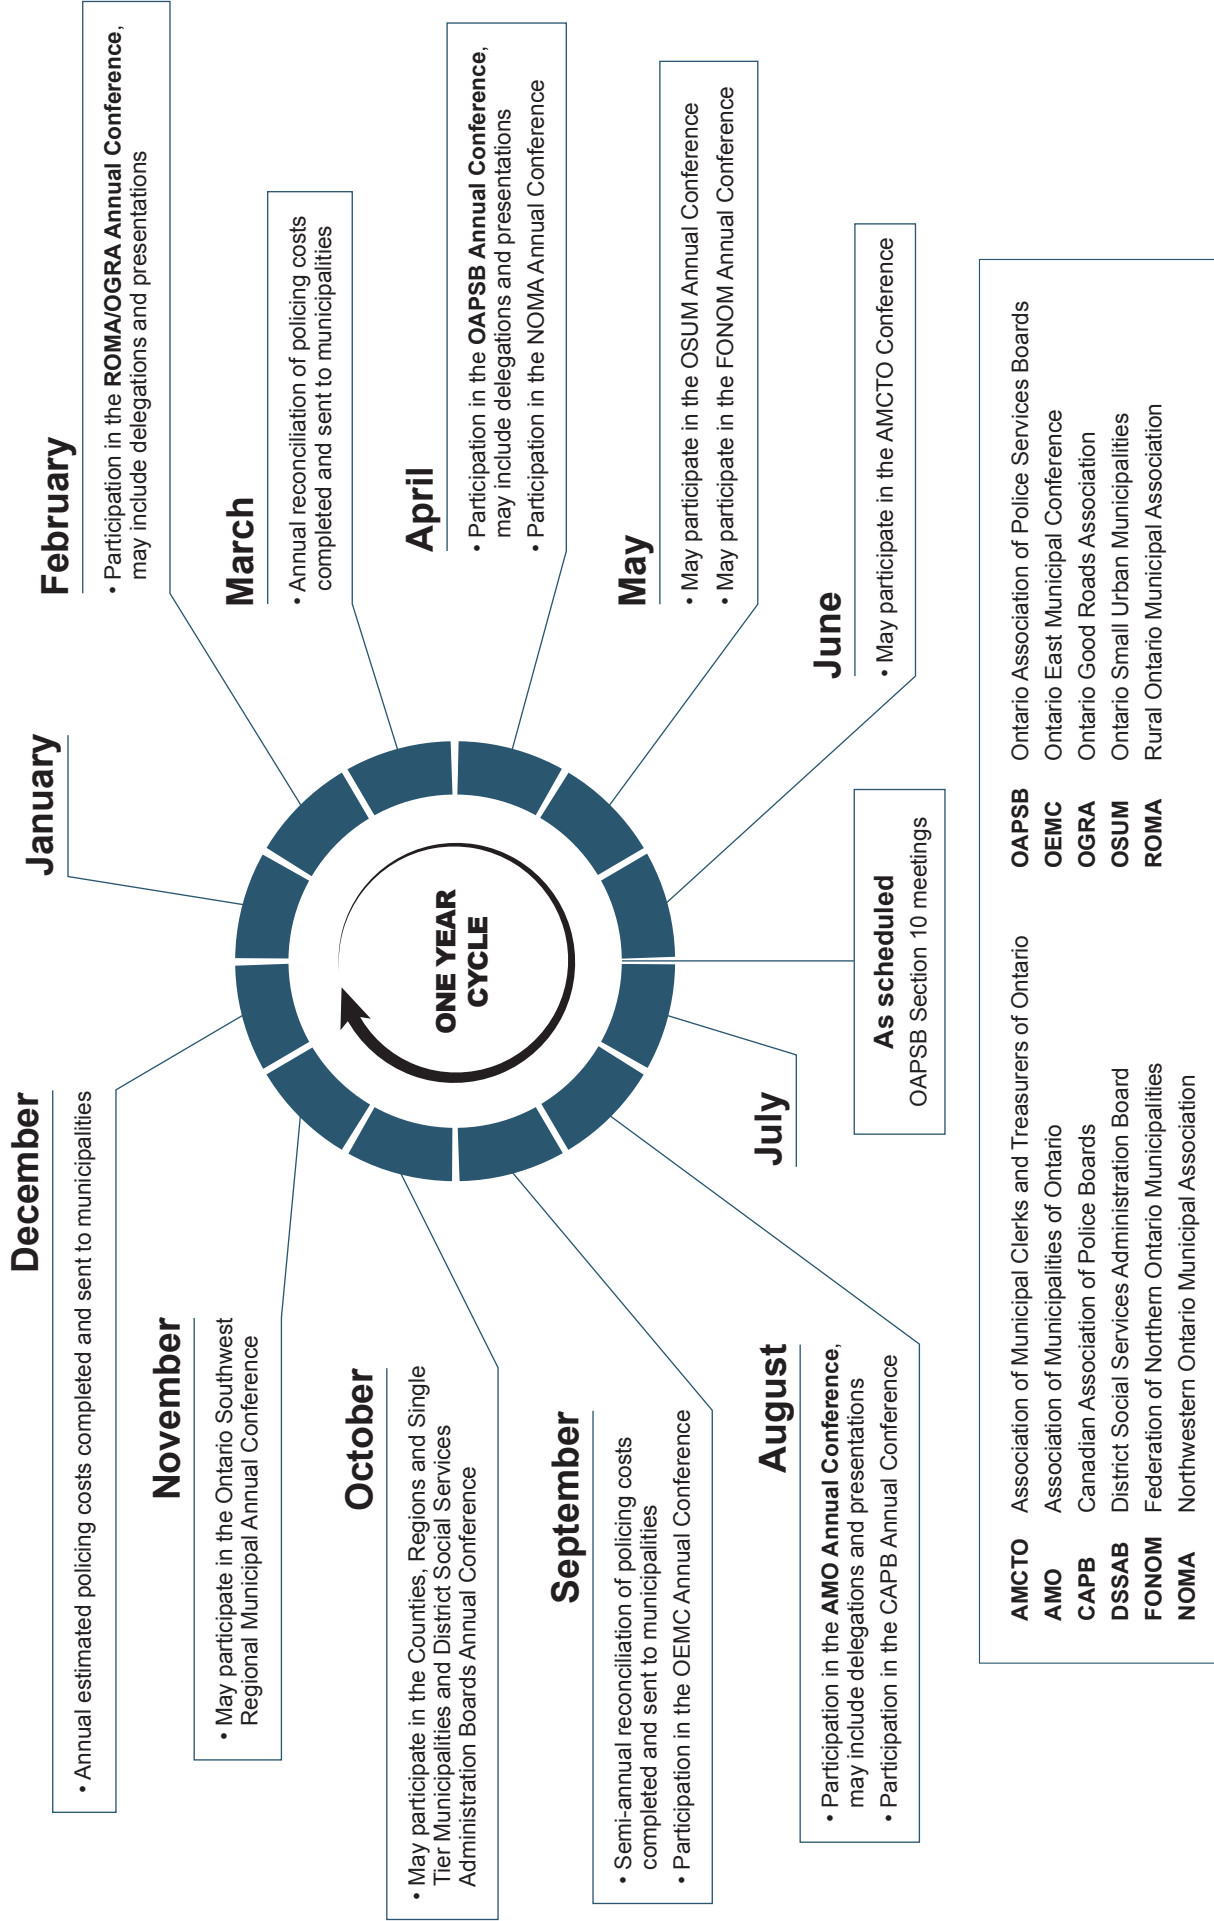 January
February
• Participation in the ROMA/OGRA Annual Conference,
may include delegations and presentations
March
• Annual reconciliation of policing costs
completed and sent to municipalities
April
• Participation in the OAPSB Annual Conference,
may include delegations and presentations
• Participation in the NOMA Annual Conference
May
• May participate in the OSUM Annual Conference
• May participate in the FONOM Annual Conference
June
• May participate in the AMCTO Conference
As scheduled
OAPSB Section 10 meetings
July
August
• Participation in the AMO Annual Conference,
may include delegations and presentations
• Participation in the CAPB Annual Conference
September
• Semi-annual reconciliation of policing costs
completed and sent to municipalities
• Participation in the OEMC Annual Conference
October
• May participate in the Counties, Regions and Single
Tier Municipalities and District Social Services
Administration Boards Annual Conference
November
• May participate in the Ontario Southwest
Regional Municipal Annual Conference
December
• Annual estimated policing costs completed and sent to municipalities
ONE YEAR
CYCLE
AMCTO Association of Municipal Clerks and Treasurers of Ontario
AMO Association of Municipalities of Ontario
CAPB Canadian Association of Police Boards
DSSAB District Social Services Administration Board
FONOM Federation of Northern Ontario Municipalities
NOMA Northwestern Ontario Municipal Association
OAPSB Ontario Association of Police Services Boards
OEMC Ontario East Municipal Conference
OGRA Ontario Good Roads Association
OSUM Ontario Small Urban Municipalities
ROMA Rural Ontario Municipal Association